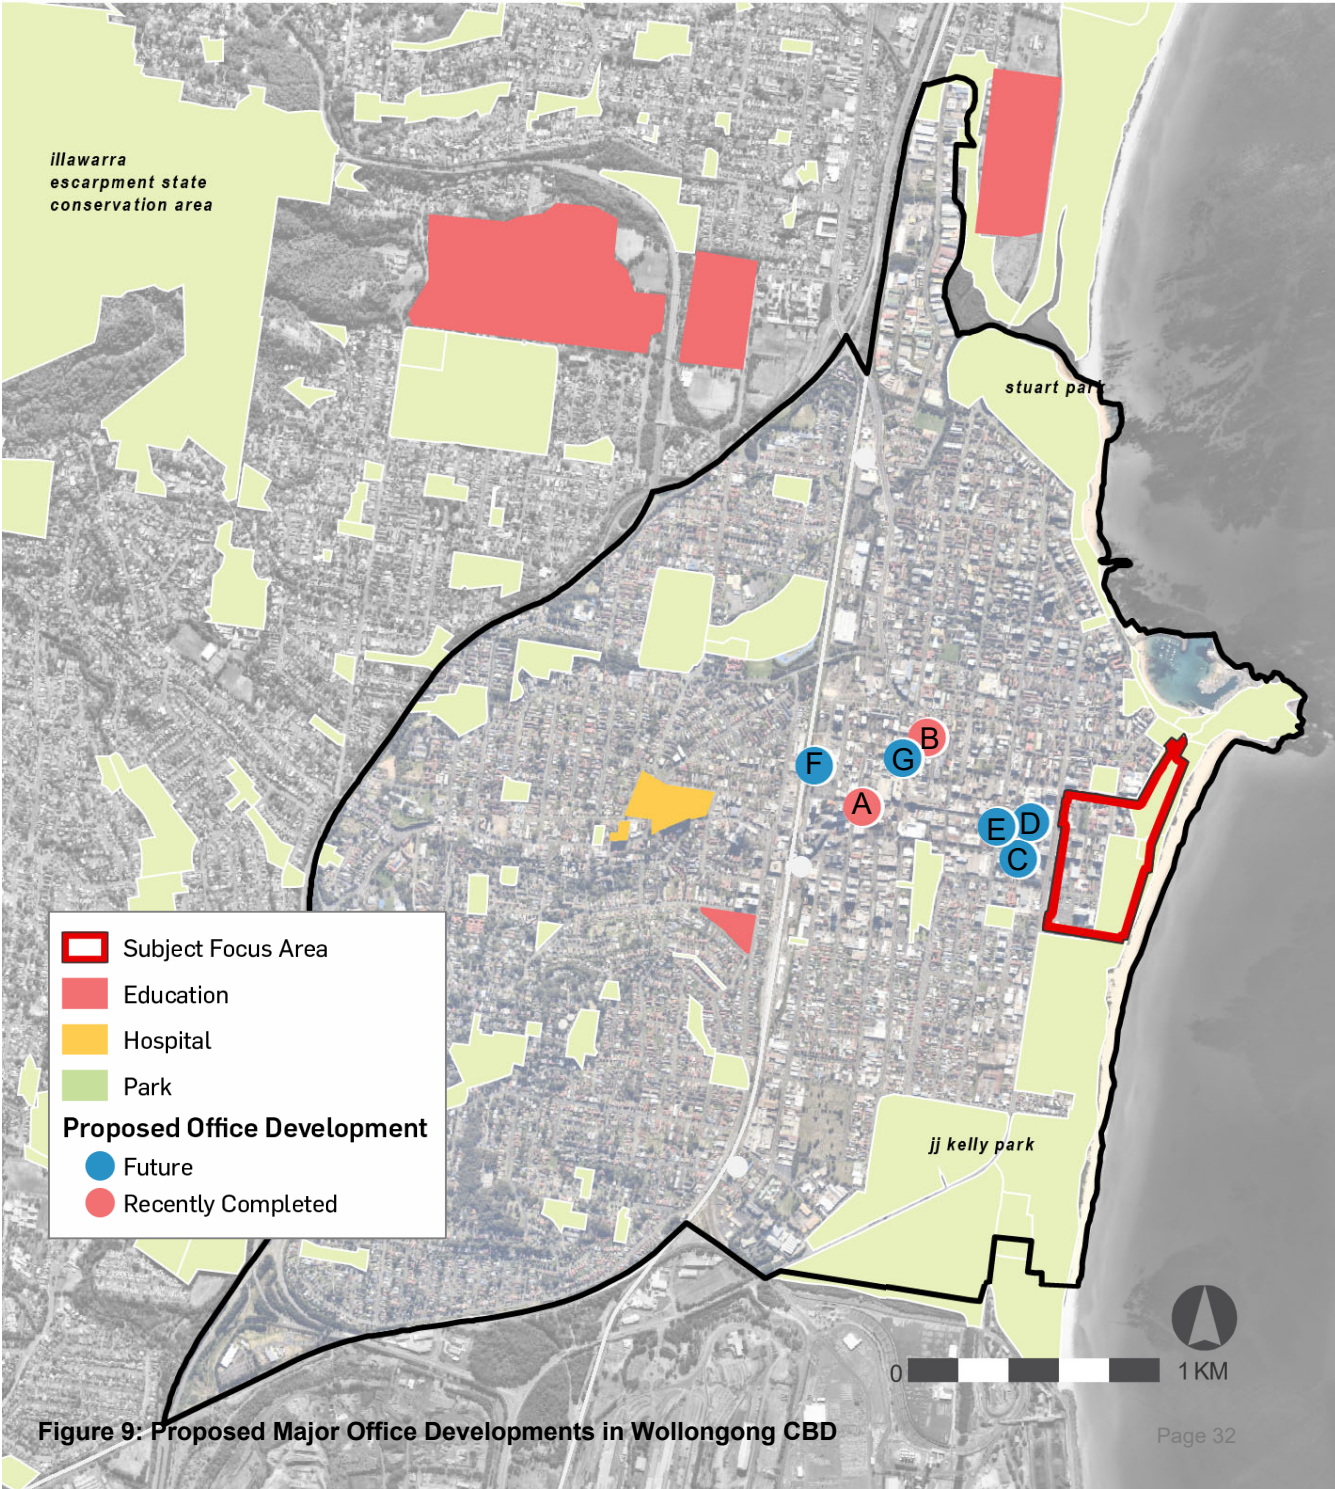 illawarra
escarpment state
conservation area
stuart park
B
G
F
A
D
E
C
Subject Focus Area
Education
Hospital
Park
Proposed Office Development
Future
Recently Completed
jj kelly park
0 1 KM
Figure 9: Proposed Major Office Developments in Wollongong CBD
Page 32